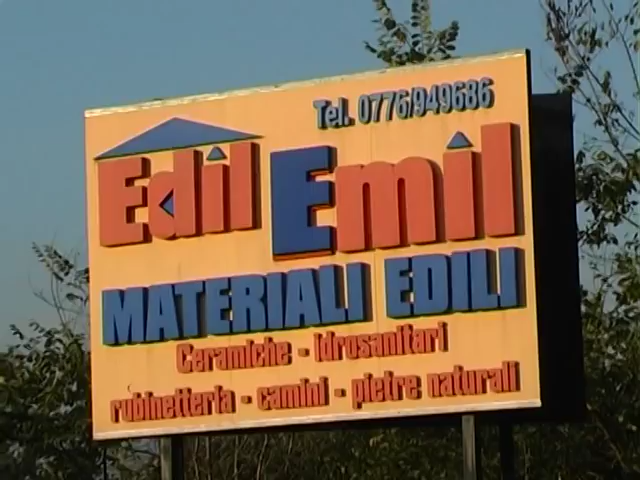 Tel. 0776/949686
Edil Emil
MATERIALI EDILI
Ceramiche - idrosanitari
rubinetteria - camini - pietre naturali